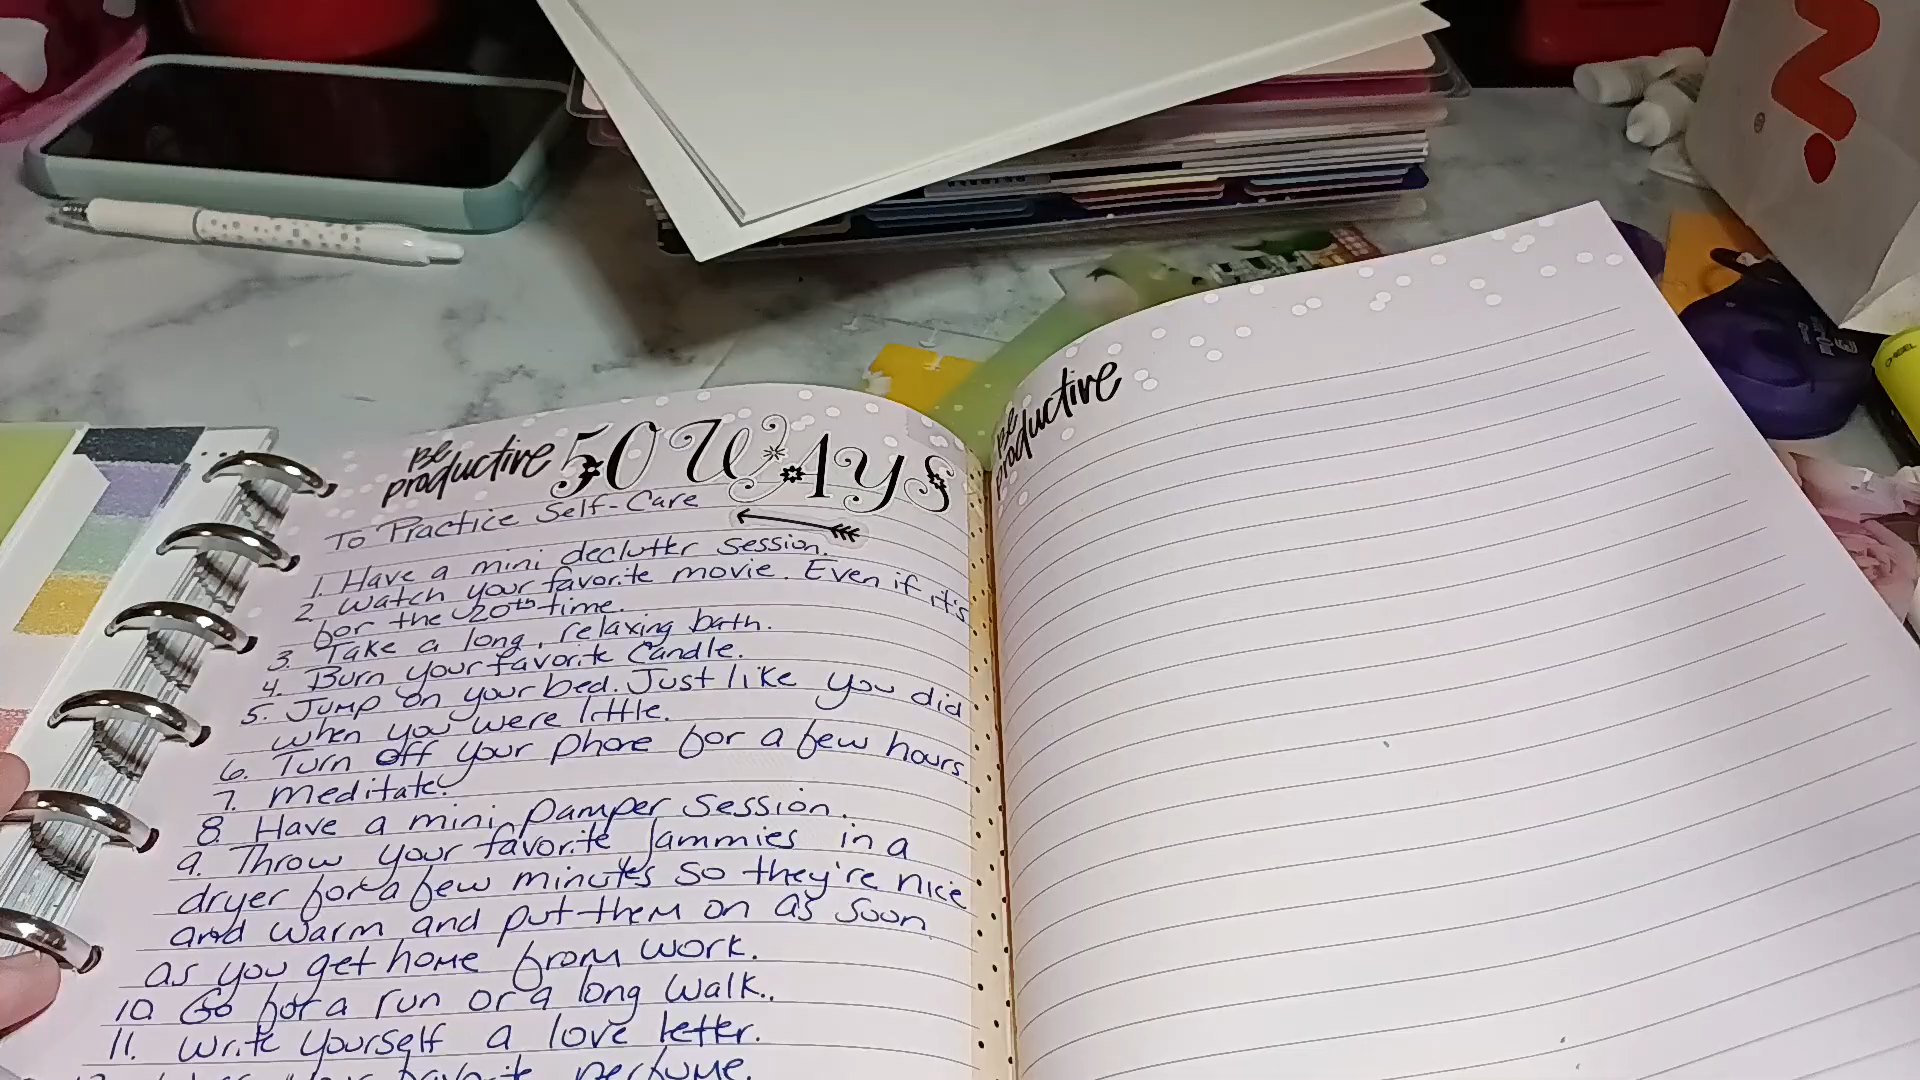 Be productive 50 WAys
To Practice Self-Care
1. Have a mini declutter session.
2. Watch your favorite movie. Even if it's
for the 20th time.
3. Take a long, relaxing bath.
4. Burn your favorite Candle.
5. Jump on your bed. Just like you did
when you were little.
6. Turn off your phone for a few hours.
7. Meditate.
8. Have a mini pamper session.
9. Throw your favorite jammies in a
dryer for a few minutes so they're nice
and warm and put them on as soon
as you get home from work.
10. Go for a run or a long walk..
11. Write yourself a love letter.
your favorite perfume.
Be productive